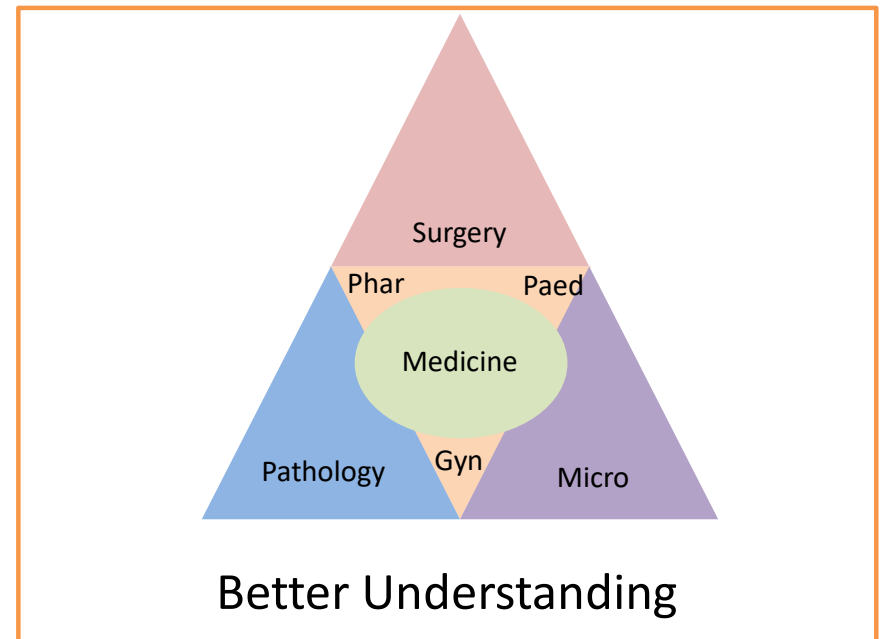 Surgery
Phar
Paed
Medicine
Gyn
Pathology
Micro
Better Understanding